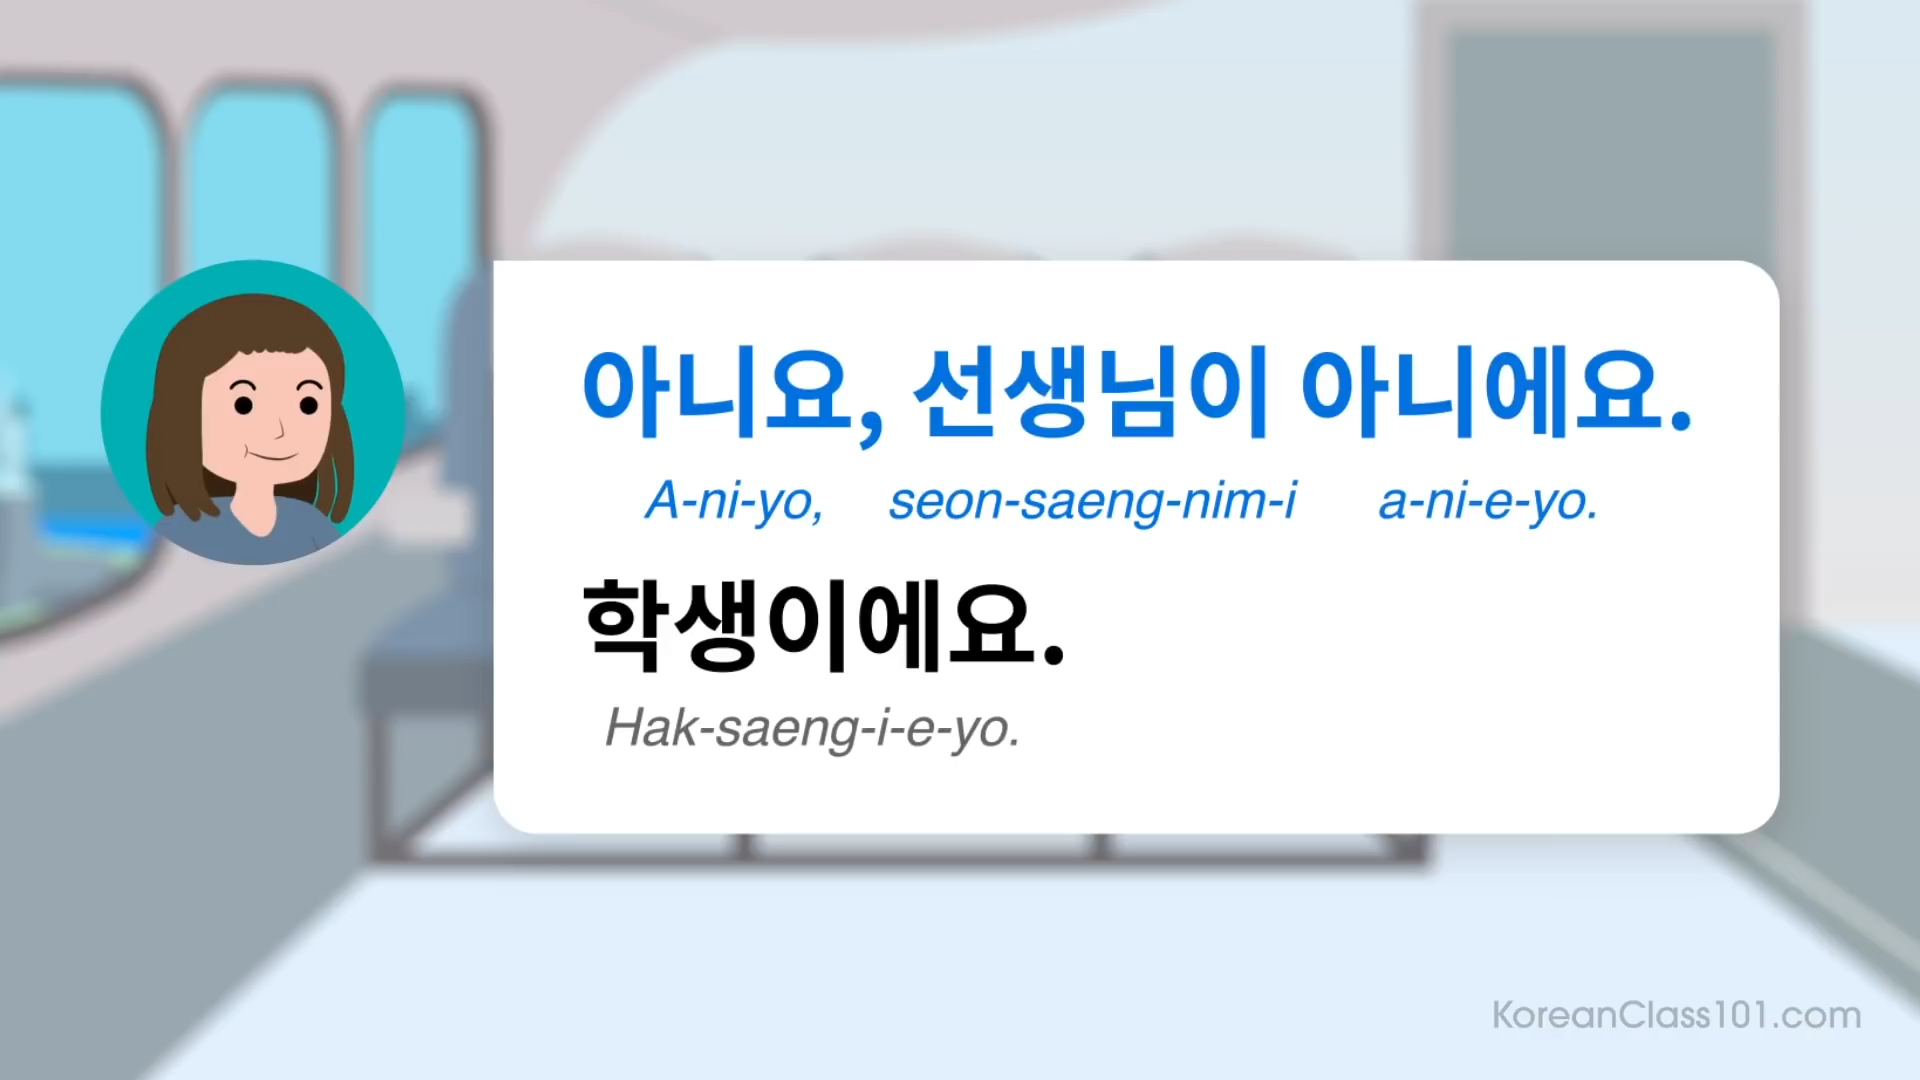 아니요, 선생님이 아니에요.
A-ni-yo, seon-saeng-nim-i a-ni-e-yo.
학생이에요.
Hak-saeng-i-e-yo.
KoreanClass101.com